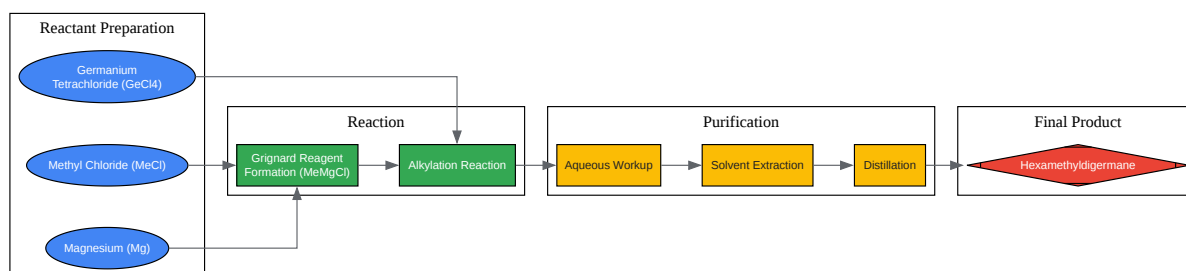 Reactant Preparation
Germanium
Tetrachloride (GeCl4)
Methyl Chloride (MeCl)
Magnesium (Mg)
Reaction
Grignard Reagent
Formation (MeMgCl)
Alkylation Reaction
Purification
Aqueous Workup
Solvent Extraction
Distillation
Final Product
Hexamethyldigermane